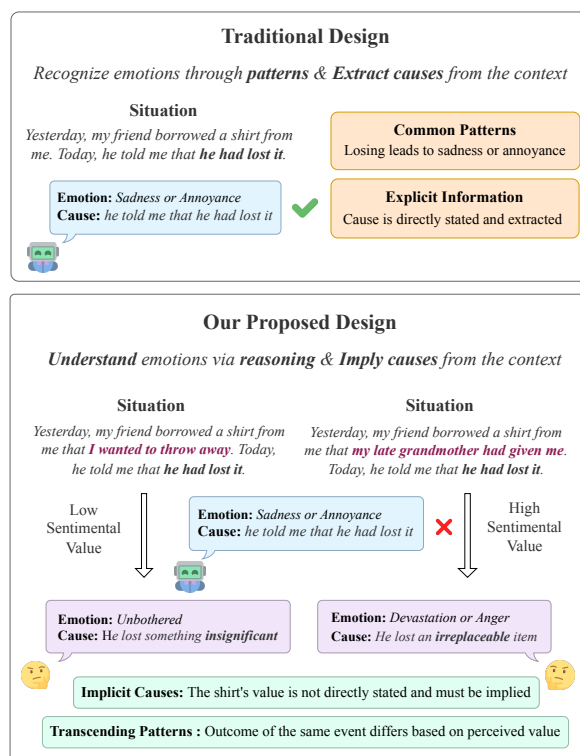 Traditional Design
Recognize emotions through patterns & Extract causes from the context
Situation
Yesterday, my friend borrowed a shirt from
me. Today, he told me that he had lost it.
Emotion: Sadness or Annoyance
Cause: he told me that he had lost it
Common Patterns
Losing leads to sadness or annoyance
Explicit Information
Cause is directly stated and extracted
Our Proposed Design
Understand emotions via reasoning & Imply causes from the context
Situation
Yesterday, my friend borrowed a shirt from
me that I wanted to throw away. Today,
he told me that he had lost it.
Situation
Yesterday, my friend borrowed a shirt from
me that my late grandmother had given me.
Today, he told me that he had lost it.
Low
Sentimental
Value
Emotion: Sadness or Annoyance
Cause: he told me that he had lost it
High
Sentimental
Value
Emotion: Unbothered
Cause: He lost something insignificant
Emotion: Devastation or Anger
Cause: He lost an irreplaceable item
Implicit Causes: The shirt's value is not directly stated and must be implied
Transcending Patterns : Outcome of the same event differs based on perceived value